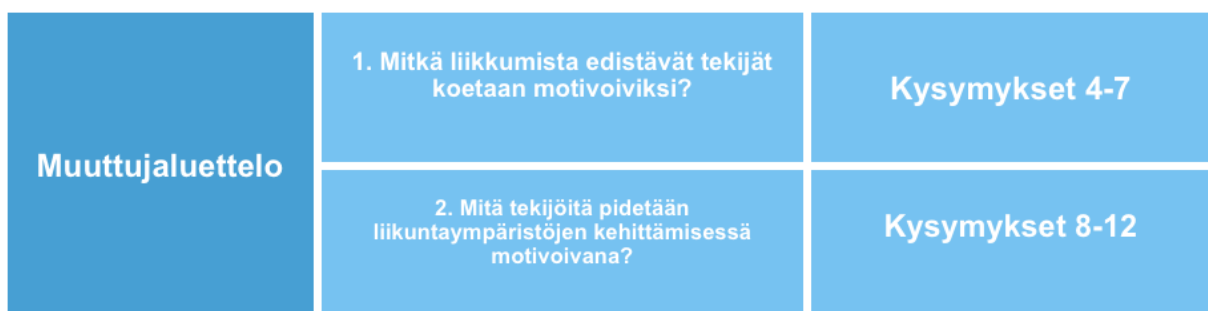 Muuttujaluettelo
1. Mitkä liikkumista edistävät tekijät
koetaan motivoiviksi?
Kysymykset 4-7
2. Mitä tekijöitä pidetään
liikuntaympäristöjen kehittämisessä
motivoivana?
Kysymykset 8-12